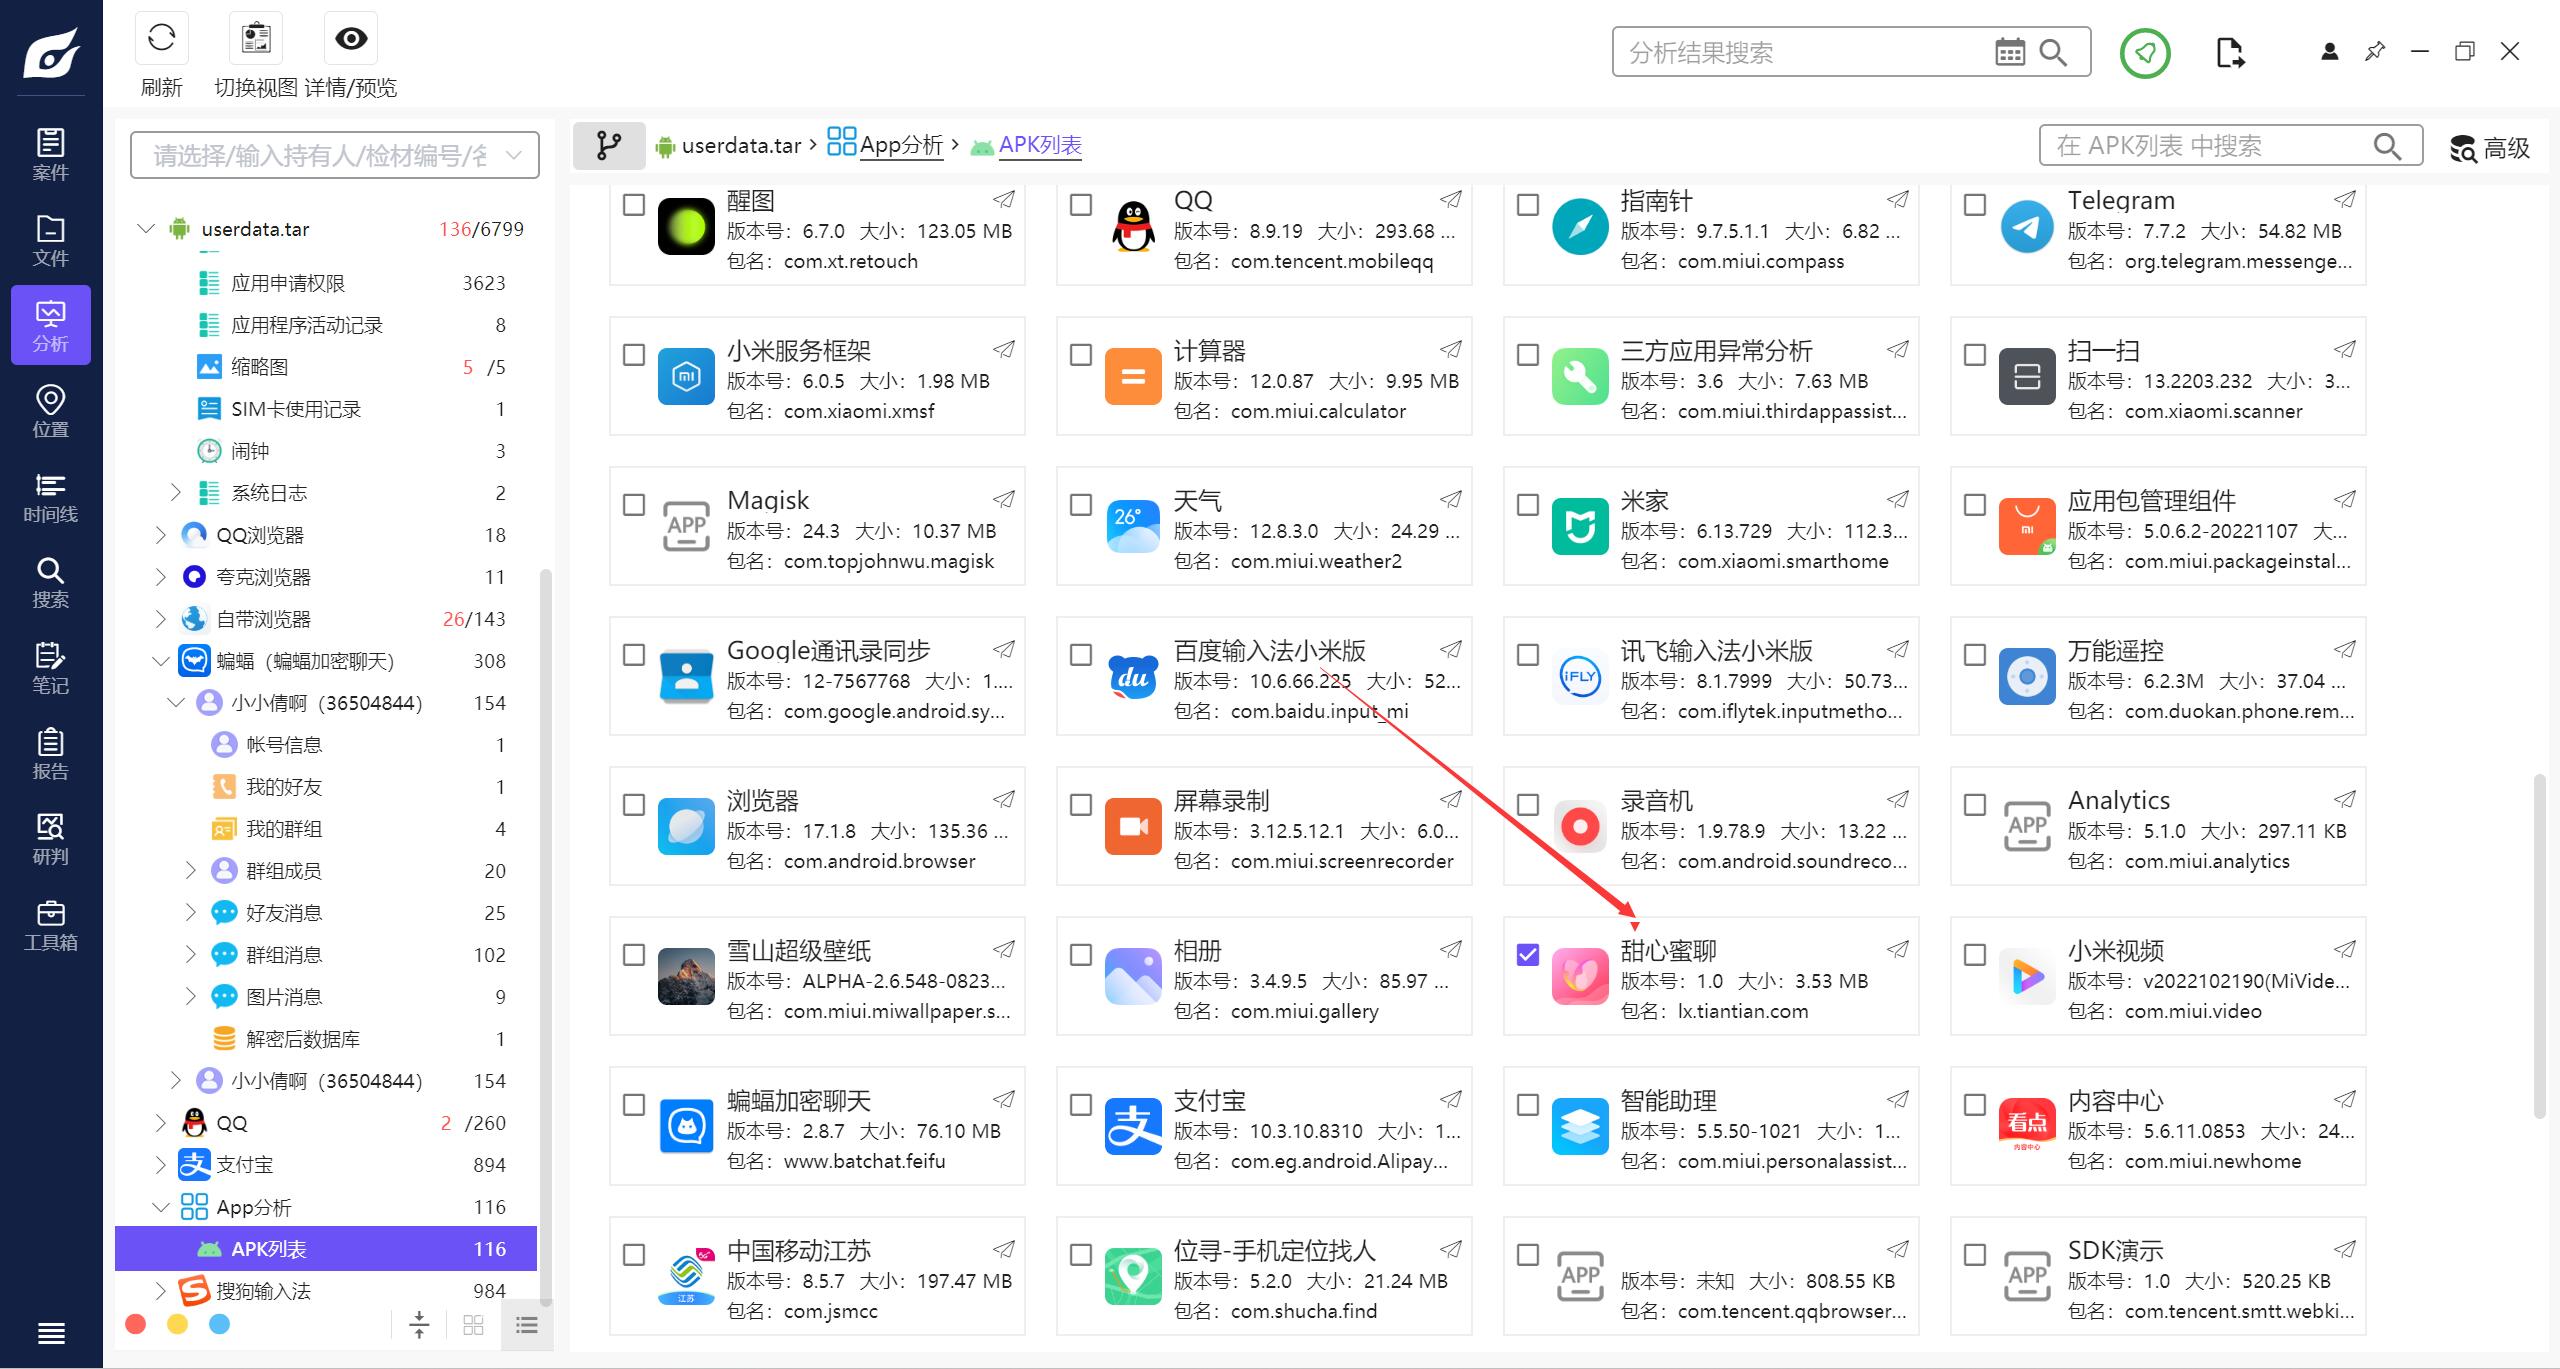 刷新 切换视图 详情/预览
分析结果搜索
案件
文件
分析
位置
时间线
搜索
笔记
报告
研判
工具箱
请选择/输入持有人/检材编号/名
userdata.tar 136/6799
应用申请权限 3623
应用程序活动记录 8
缩略图 5 /5
SIM卡使用记录 1
闹钟 3
系统日志 2
QQ浏览器 18
夸克浏览器 11
自带浏览器 26/143
蝙蝠（蝙蝠加密聊天） 308
小小倩啊（36504844） 154
帐号信息 1
我的好友 1
我的群组 4
群组成员 20
好友消息 25
群组消息 102
图片消息 9
解密后数据库 1
小小倩啊（36504844） 154
QQ 2 /260
支付宝 894
App分析 116
APK列表 116
搜狗输入法 984
userdata.tar › App分析 › APK列表
在 APK列表 中搜索
高级
醒图
版本号：6.7.0 大小：123.05 MB
包名：com.xt.retouch
QQ
版本号：8.9.19 大小：293.68 ...
包名：com.tencent.mobileqq
指南针
版本号：9.7.5.1.1 大小：6.82 ...
包名：com.miui.compass
Telegram
版本号：7.7.2 大小：54.82 MB
包名：org.telegram.messenge...
小米服务框架
版本号：6.0.5 大小：1.98 MB
包名：com.xiaomi.xmsf
计算器
版本号：12.0.87 大小：9.95 MB
包名：com.miui.calculator
三方应用异常分析
版本号：3.6 大小：7.63 MB
包名：com.miui.thirdappassist...
扫一扫
版本号：13.2203.232 大小：3...
包名：com.xiaomi.scanner
APP
Magisk
版本号：24.3 大小：10.37 MB
包名：com.topjohnwu.magisk
26°
天气
版本号：12.8.3.0 大小：24.29 ...
包名：com.miui.weather2
米家
版本号：6.13.729 大小：112.3...
包名：com.xiaomi.smarthome
应用包管理组件
版本号：5.0.6.2-20221107 大...
包名：com.miui.packageinstal...
Google通讯录同步
版本号：12-7567768 大小：1....
包名：com.google.android.sy...
du
百度输入法小米版
版本号：10.6.66.225 大小：52...
包名：com.baidu.input_mi
iFLY
讯飞输入法小米版
版本号：8.1.7999 大小：50.73...
包名：com.iflytek.inputmetho...
万能遥控
版本号：6.2.3M 大小：37.04 ...
包名：com.duokan.phone.rem...
浏览器
版本号：17.1.8 大小：135.36 ...
包名：com.android.browser
屏幕录制
版本号：3.12.5.12.1 大小：6.0...
包名：com.miui.screenrecorder
录音机
版本号：1.9.78.9 大小：13.22 ...
包名：com.android.soundreco...
APP
Analytics
版本号：5.1.0 大小：297.11 KB
包名：com.miui.analytics
雪山超级壁纸
版本号：ALPHA-2.6.548-0823...
包名：com.miui.miwallpaper.s...
相册
版本号：3.4.9.5 大小：85.97 ...
包名：com.miui.gallery
甜心蜜聊
版本号：1.0 大小：3.53 MB
包名：lx.tiantian.com
小米视频
版本号：v2022102190(MiVide...
包名：com.miui.video
蝙蝠加密聊天
版本号：2.8.7 大小：76.10 MB
包名：www.batchat.feifu
支
支付宝
版本号：10.3.10.8310 大小：1...
包名：com.eg.android.Alipay...
智能助理
版本号：5.5.50-1021 大小：1...
包名：com.miui.personalassist...
看点
内容中心
内容中心
版本号：5.6.11.0853 大小：24...
包名：com.miui.newhome
江苏
中国移动江苏
版本号：8.5.7 大小：197.47 MB
包名：com.jsmcc
位寻-手机定位找人
版本号：5.2.0 大小：21.24 MB
包名：com.shucha.find
APP
版本号：未知 大小：808.55 KB
包名：com.tencent.qqbrowser...
APP
SDK演示
版本号：1.0 大小：520.25 KB
包名：com.tencent.smtt.webki...